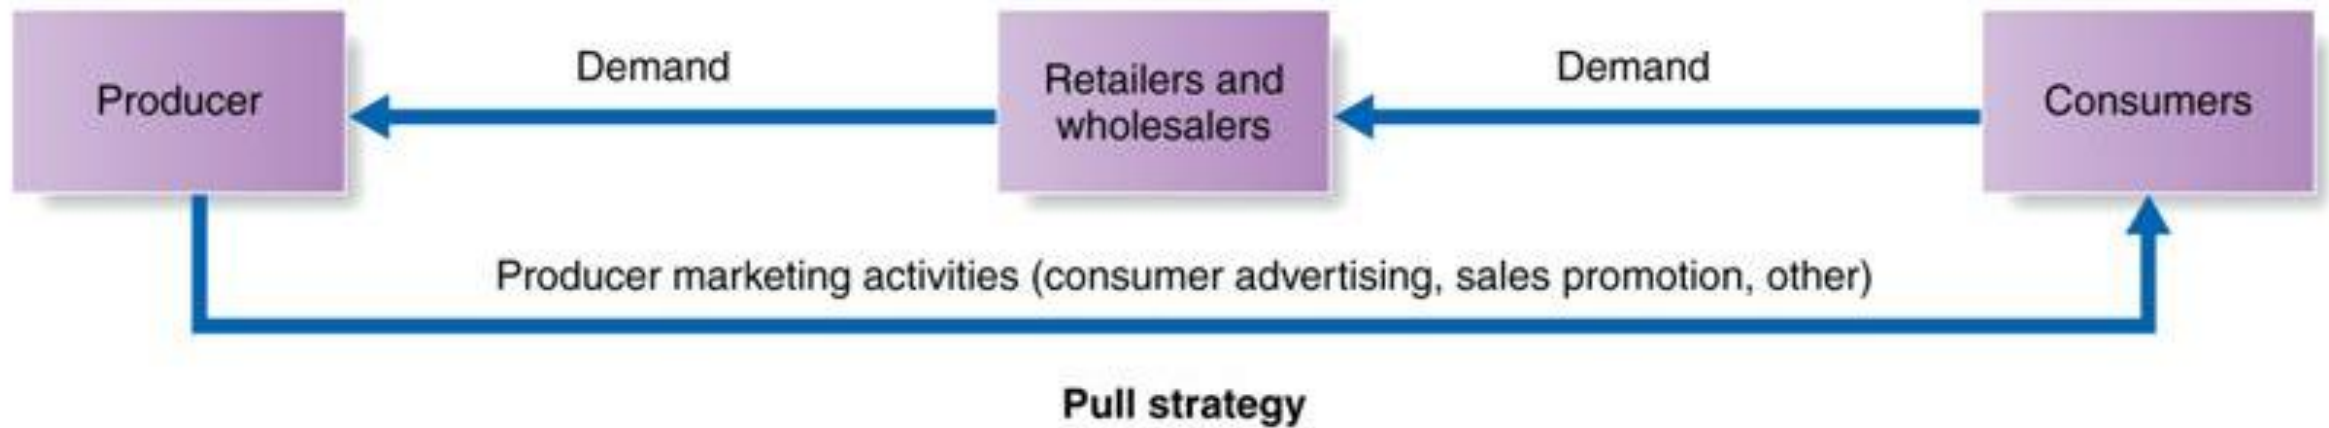 Producer
Demand
Retailers and
wholesalers
Demand
Consumers
Producer marketing activities (consumer advertising, sales promotion, other)
Pull strategy